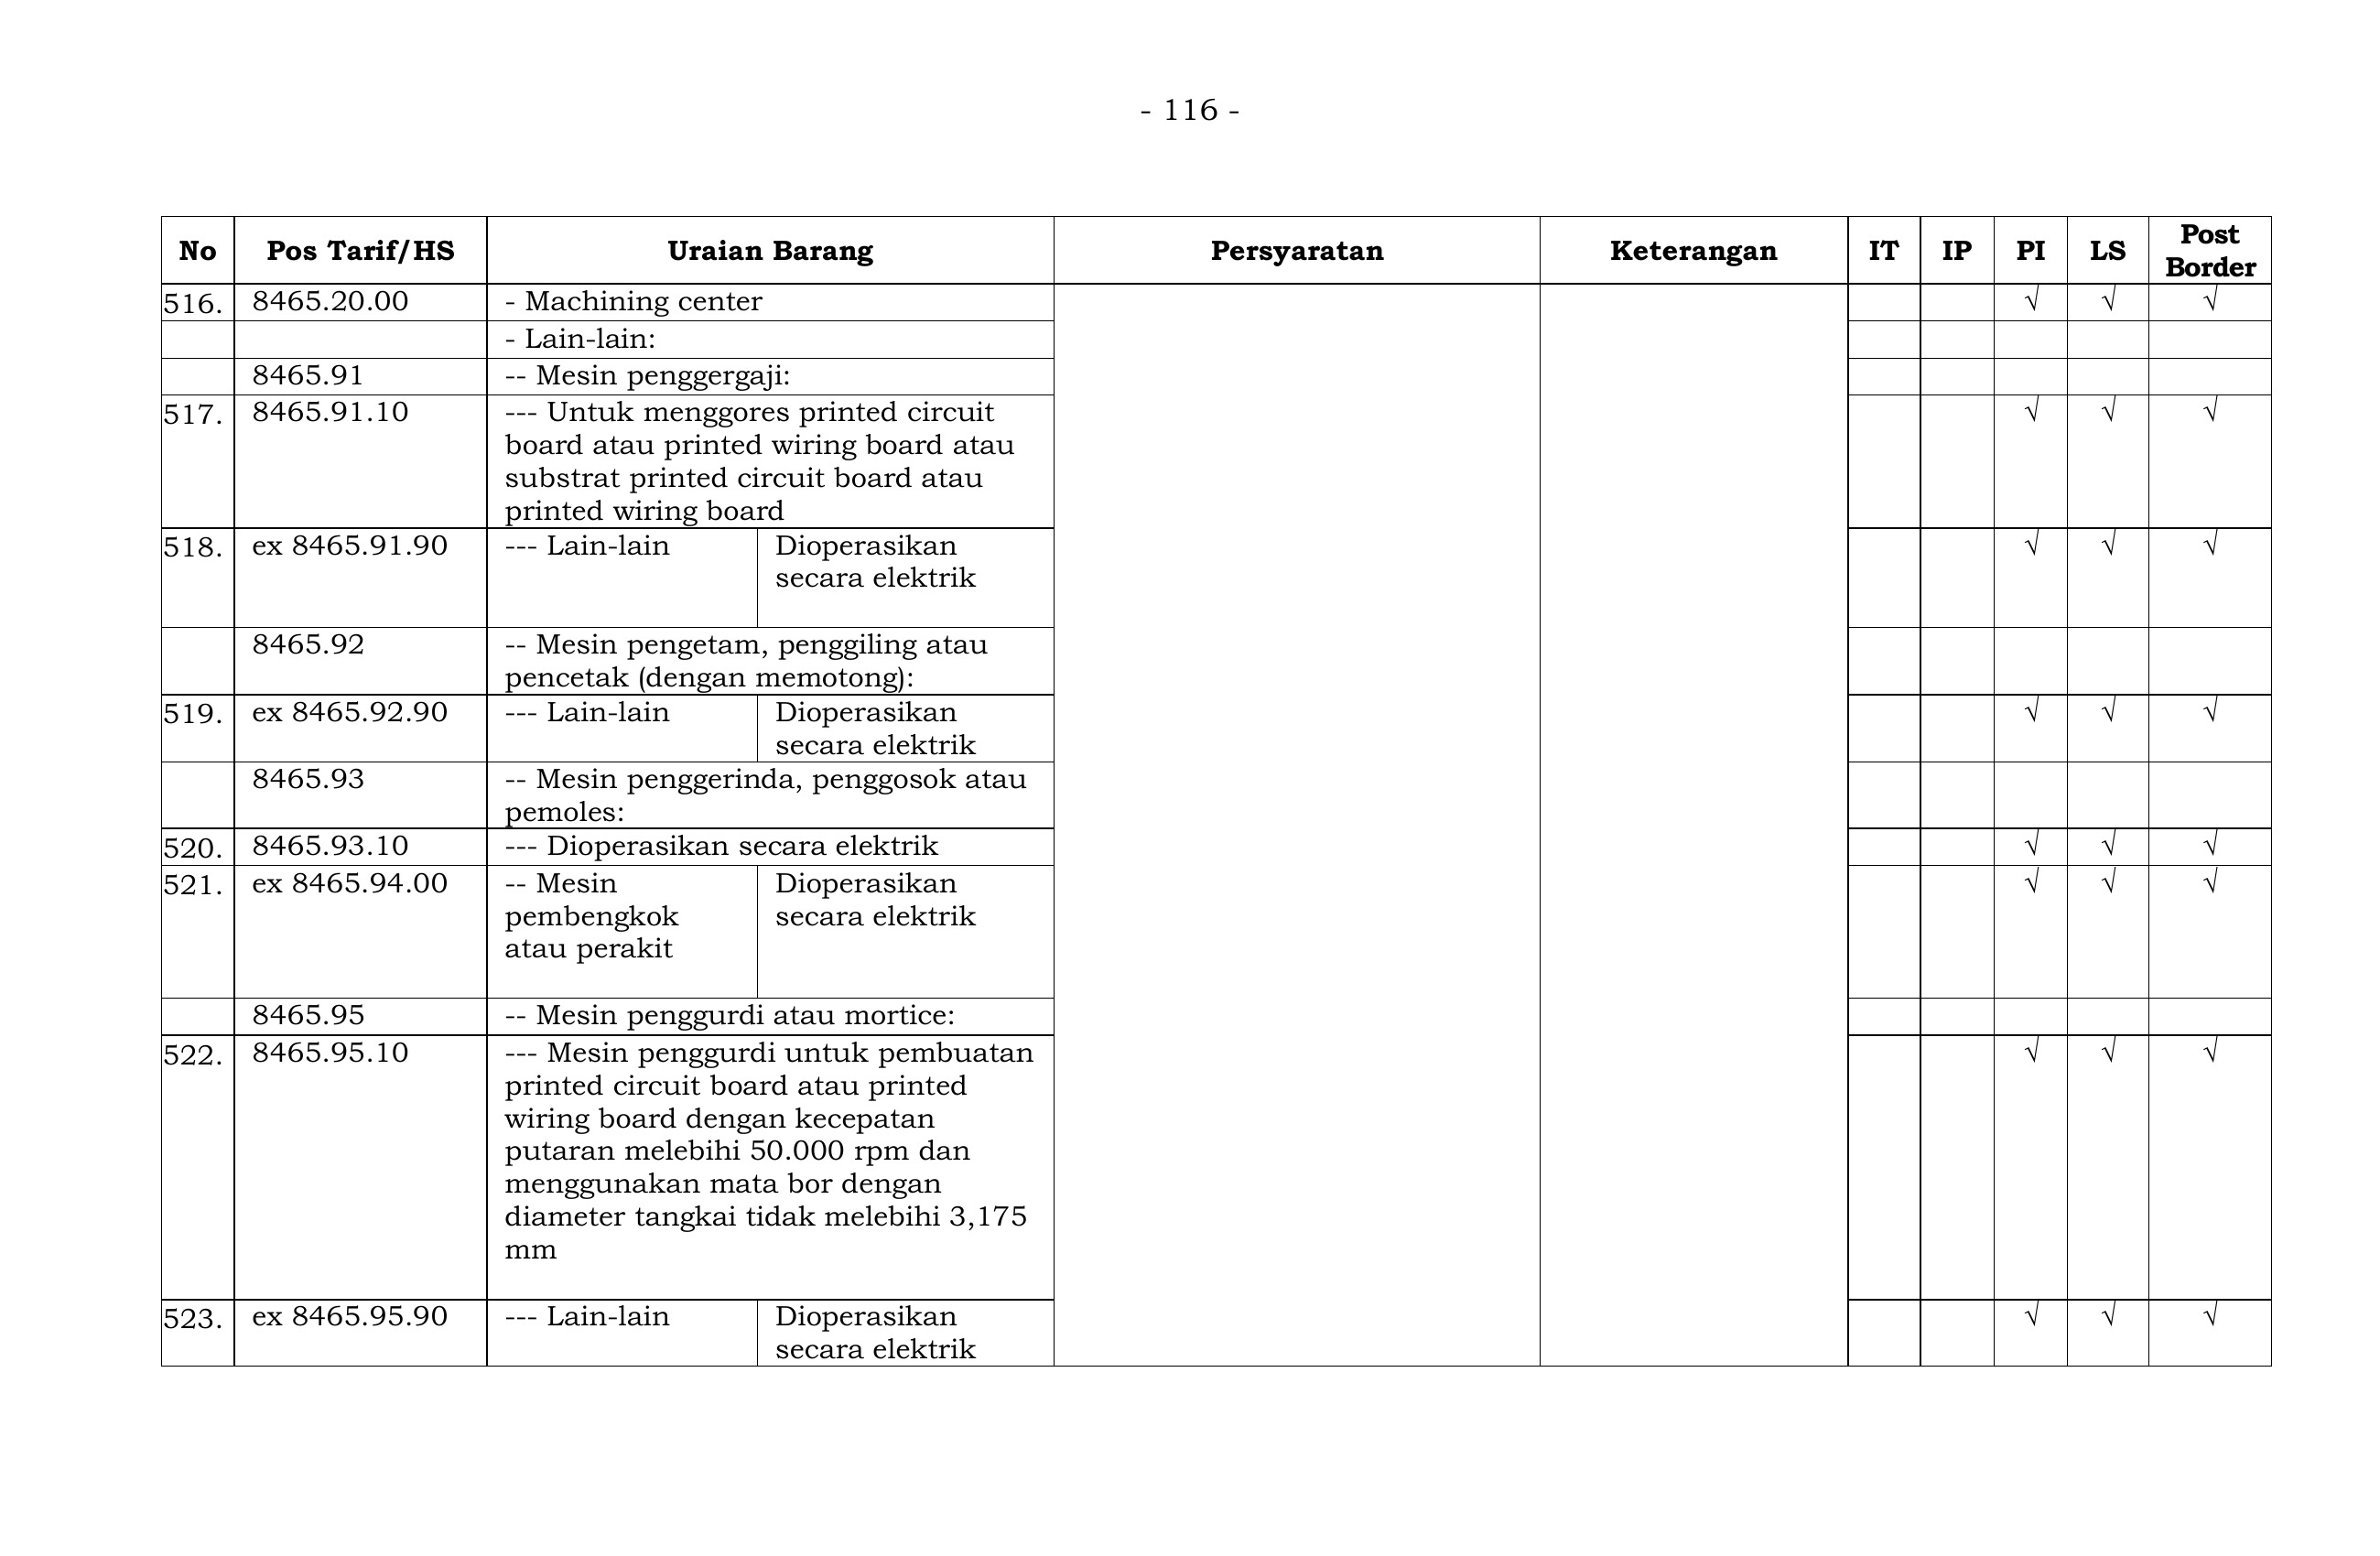 - 116 -
No Pos Tarif/HS Uraian Barang Persyaratan Keterangan IT IP PI LS Post Border
516. 8465.20.00 - Machining center √ √ √
- Lain-lain:
8465.91 -- Mesin penggergaji:
517. 8465.91.10 --- Untuk menggores printed circuit √ √ √
board atau printed wiring board atau
substrat printed circuit board atau
printed wiring board
518. ex 8465.91.90 --- Lain-lain Dioperasikan √ √ √
secara elektrik
8465.92 -- Mesin pengetam, penggiling atau
pencetak (dengan memotong):
519. ex 8465.92.90 --- Lain-lain Dioperasikan √ √ √
secara elektrik
8465.93 -- Mesin penggerinda, penggosok atau
pemoles:
520. 8465.93.10 --- Dioperasikan secara elektrik √ √ √
521. ex 8465.94.00 -- Mesin Dioperasikan √ √ √
pembengkok secara elektrik
atau perakit
8465.95 -- Mesin penggurdi atau mortice:
522. 8465.95.10 --- Mesin penggurdi untuk pembuatan √ √ √
printed circuit board atau printed
wiring board dengan kecepatan
putaran melebihi 50.000 rpm dan
menggunakan mata bor dengan
diameter tangkai tidak melebihi 3,175
mm
523. ex 8465.95.90 --- Lain-lain Dioperasikan √ √ √
secara elektrik